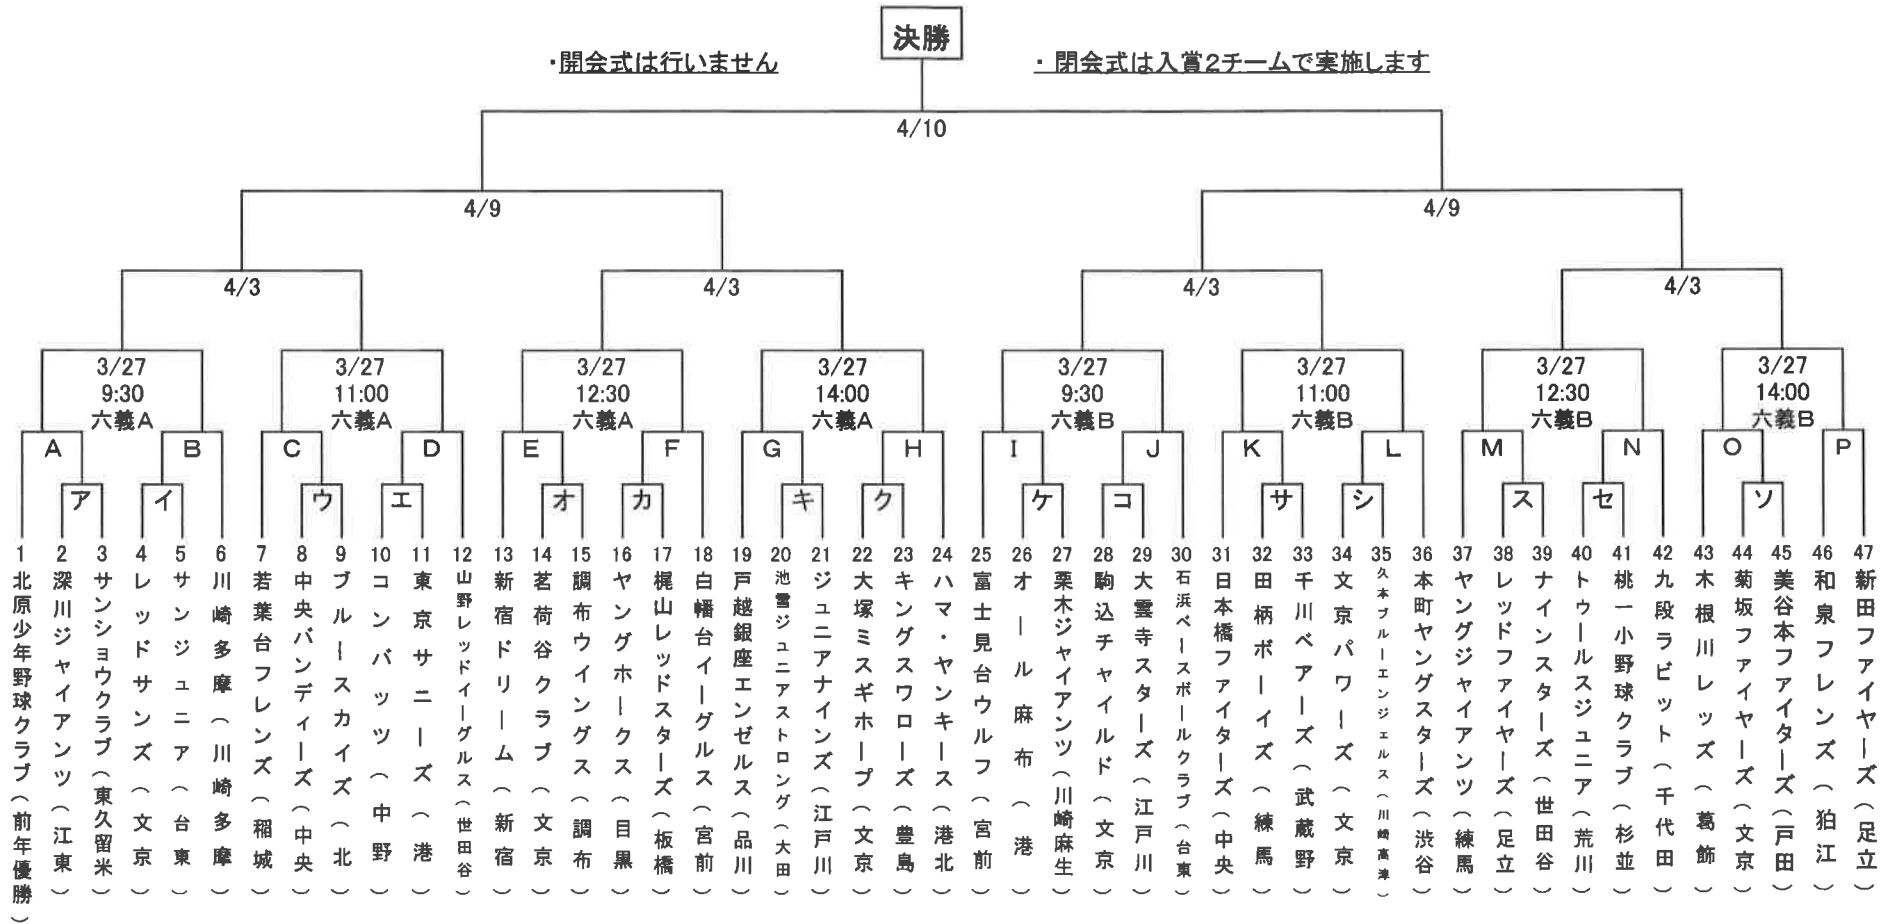 決勝
・開会式は行いません
・閉会式は入賞2チームで実施します
4/10
4/9
4/9
4/3
4/3
4/3
4/3
3/27
9:30
六義A
3/27
11:00
六義A
3/27
12:30
六義A
3/27
14:00
六義A
3/27
9:30
六義B
3/27
11:00
六義B
3/27
12:30
六義B
3/27
14:00
六義B
A
B
C
D
E
F
G
H
I
J
K
L
M
N
O
P
ア
イ
ウ
エ
オ
カ
キ
ク
ケ
コ
サ
シ
ス
セ
ソ
1 北原少年野球クラブ(前年優勝)
2 深川ジャイアンツ(江東)
3 サンショウクラブ(東久留米)
4 レッドサンズ(文京)
5 サンジュニア(台東)
6 川崎多摩(川崎多摩)
7 若葉台フレンズ(稲城)
8 中央バンディーズ(中央)
9 ブルースカイズ(北)
10 コンバッツ(中野)
11 東京サニーズ(港)
12 山野レッドイーグルス(世田谷)
13 新宿ドリーム(新宿)
14 茗荷谷クラブ(文京)
15 調布ウイングス(調布)
16 ヤングホークス(目黒)
17 梶山レッドスターズ(板橋)
18 白幡台イーグルス(宮前)
19 戸越銀座エンゼルス(品川)
20 池雪ジュニアストロング(大田)
21 ジュニアナインズ(江戸川)
22 大塚ミスギホープ(文京)
23 キングスワローズ(豊島)
24 ハマ・ヤンキース(港北)
25 富士見台ウルフ(宮前)
26 オール麻布(港)
27 栗木ジャイアンツ(川崎麻生)
28 駒込チャイルド(文京)
29 大雲寺スターズ(江戸川)
30 石浜ベースボールクラブ(台東)
31 日本橋ファイターズ(中央)
32 田柄ボーイズ(練馬)
33 千川ベアーズ(武蔵野)
34 文京パワーズ(文京)
35 久本ブルーエンジェルス(川崎高津)
36 本町ヤングスターズ(渋谷)
37 ヤングジャイアンツ(練馬)
38 レッドファイヤーズ(足立)
39 ナインスターズ(世田谷)
40 トゥールスジュニア(荒川)
41 桃一小野球クラブ(杉並)
42 九段ラビット(千代田)
43 木根川レッズ(葛飾)
44 菊坂ファイヤーズ(文京)
45 美谷本ファイターズ(戸田)
46 和泉フレンズ(狛江)
47 新田ファイヤーズ(足立)